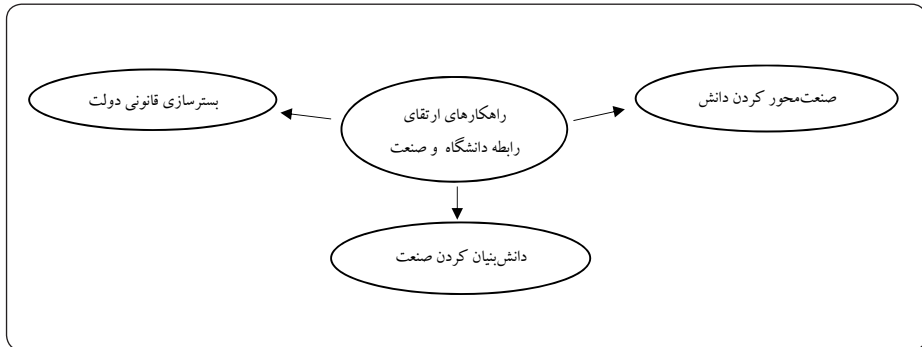 صنعت‌محور کردن دانش
راهکارهای ارتقای
رابطه دانشگاه و صنعت
بسترسازی قانونی دولت
دانش‌بنیان کردن صنعت